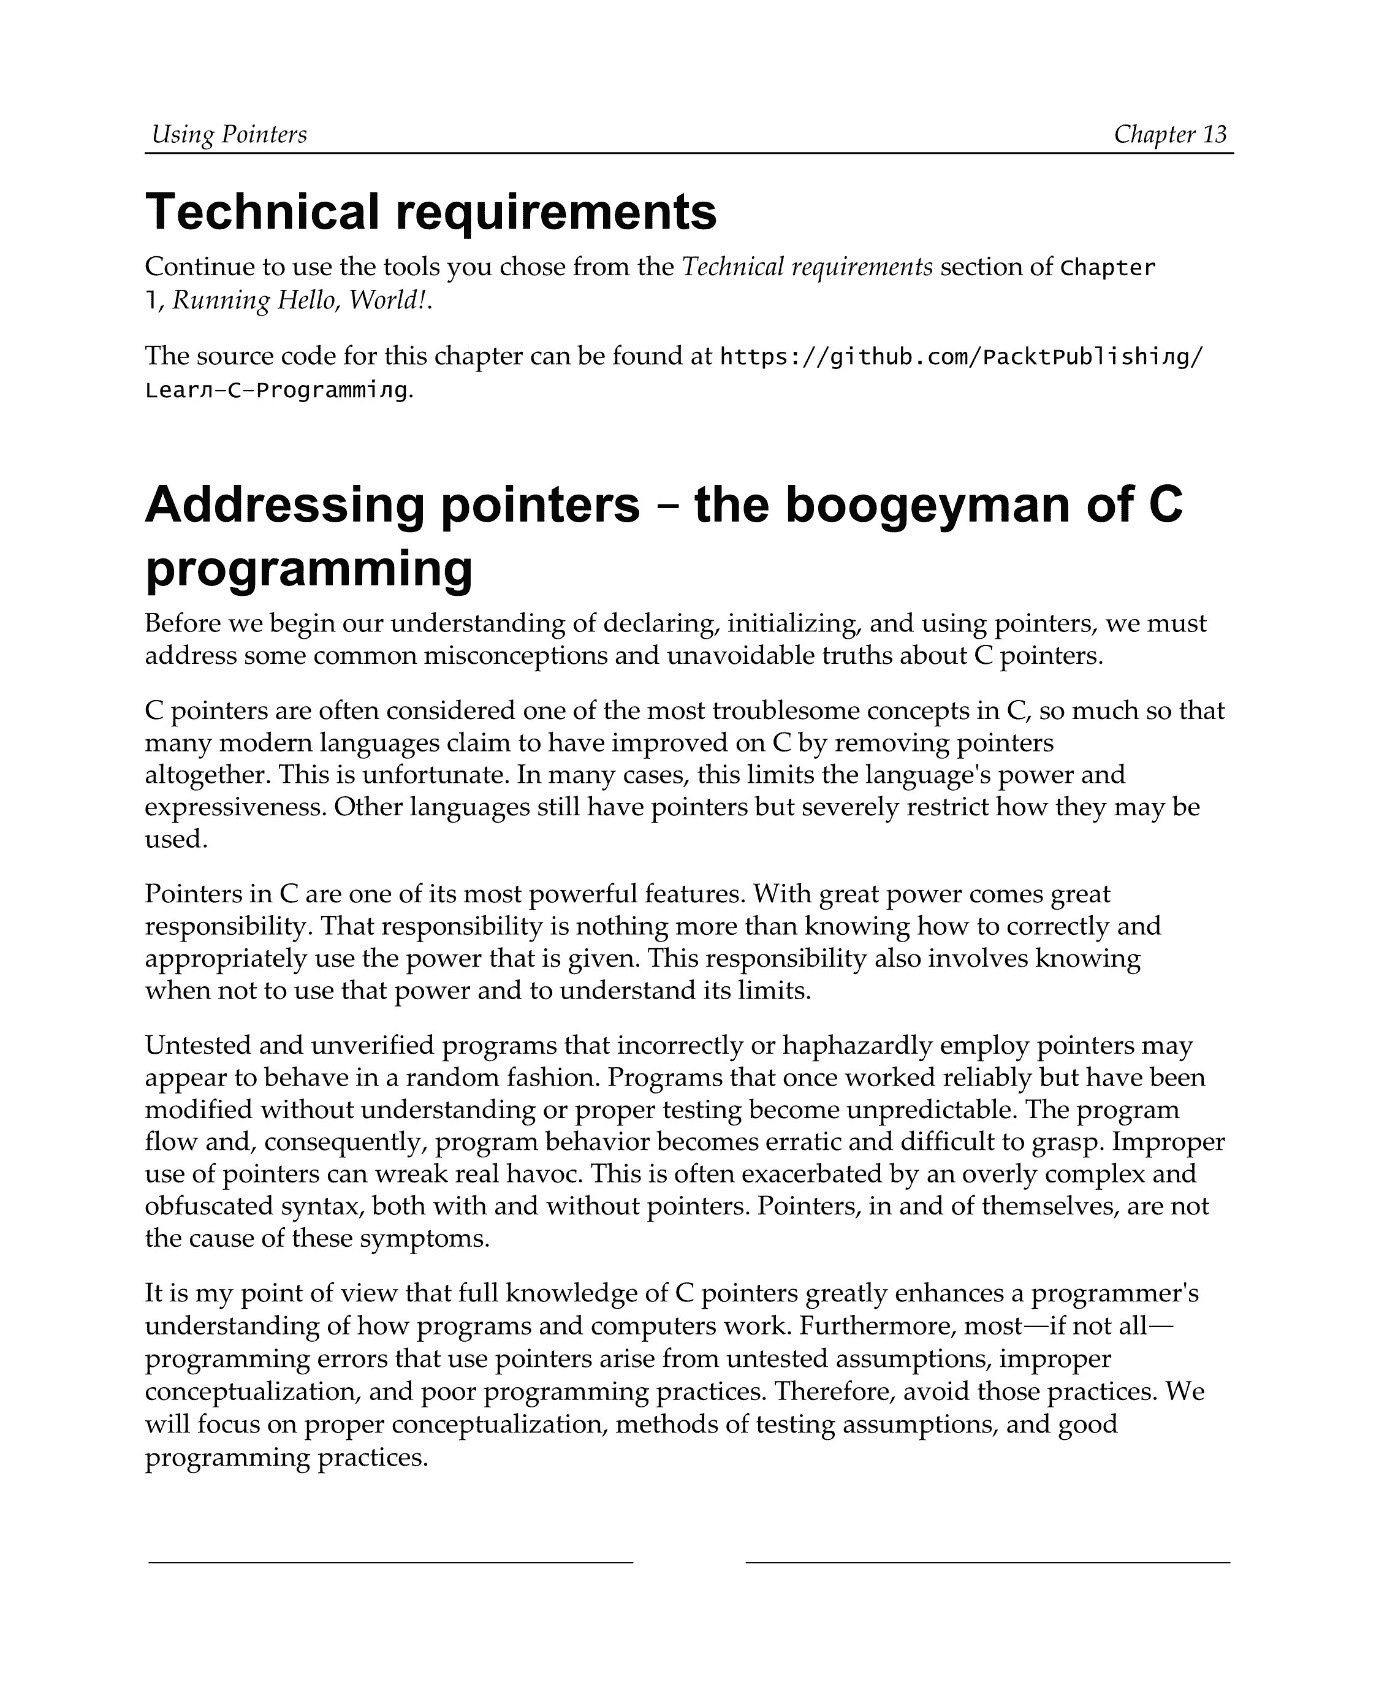 Using Pointers Chapter 13
Technical requirements
Continue to use the tools you chose from the Technical requirements section of Chapter
1, Running Hello, World!.
The source code for this chapter can be found at https://github.com/PacktPublishing/
Learn-C-Programming.
Addressing pointers – the boogeyman of C
programming
Before we begin our understanding of declaring, initializing, and using pointers, we must
address some common misconceptions and unavoidable truths about C pointers.
C pointers are often considered one of the most troublesome concepts in C, so much so that
many modern languages claim to have improved on C by removing pointers
altogether. This is unfortunate. In many cases, this limits the language's power and
expressiveness. Other languages still have pointers but severely restrict how they may be
used.
Pointers in C are one of its most powerful features. With great power comes great
responsibility. That responsibility is nothing more than knowing how to correctly and
appropriately use the power that is given. This responsibility also involves knowing
when not to use that power and to understand its limits.
Untested and unverified programs that incorrectly or haphazardly employ pointers may
appear to behave in a random fashion. Programs that once worked reliably but have been
modified without understanding or proper testing become unpredictable. The program
flow and, consequently, program behavior becomes erratic and difficult to grasp. Improper
use of pointers can wreak real havoc. This is often exacerbated by an overly complex and
obfuscated syntax, both with and without pointers. Pointers, in and of themselves, are not
the cause of these symptoms.
It is my point of view that full knowledge of C pointers greatly enhances a programmer's
understanding of how programs and computers work. Furthermore, most—if not all—
programming errors that use pointers arise from untested assumptions, improper
conceptualization, and poor programming practices. Therefore, avoid those practices. We
will focus on proper conceptualization, methods of testing assumptions, and good
programming practices.